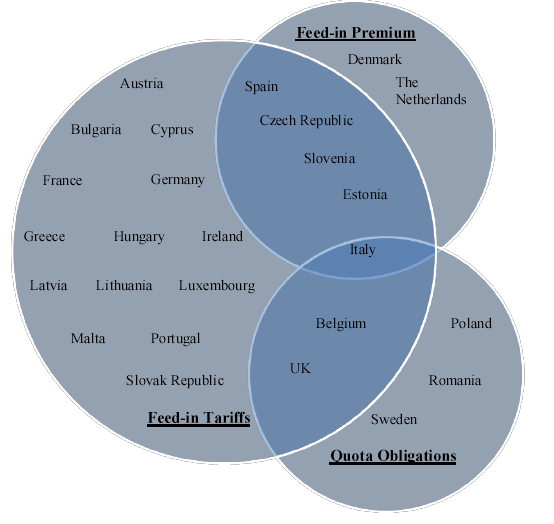 Feed-in Premium
Denmark
The
Netherlands
Austria
Spain
Bulgaria
Cyprus
Czech Republic
Slovenia
France
Germany
Estonia
Greece
Hungary
Ireland
Italy
Latvia
Lithuania
Luxembourg
Belgium
Poland
Malta
Portugal
UK
Slovak Republic
Romania
Feed-in Tariffs
Sweden
Quota Obligations